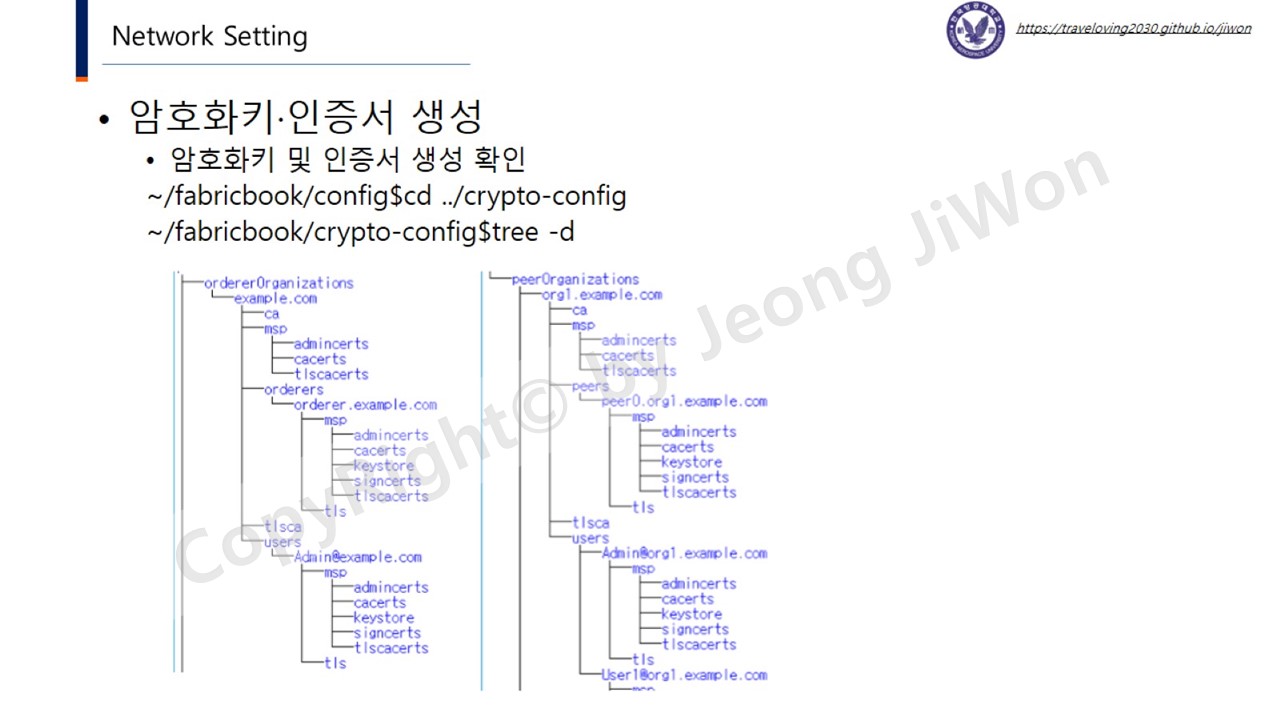 Network Setting
https://traveloving2030.github.io/jiwon
• 암호화키·인증서 생성
• 암호화키 및 인증서 생성 확인
~/fabricbook/config$cd ../crypto-config
~/fabricbook/crypto-config$tree -d
ordererOrganizations
example.com
ca
msp
admincerts
cacerts
tlscacerts
orderers
orderer.example.com
msp
admincerts
cacerts
keystore
signcerts
tlscacerts
tls
tlsca
users
Admin@example.com
msp
admincerts
cacerts
keystore
signcerts
tlscacerts
tls
peerOrganizations
org1.example.com
ca
msp
admincerts
cacerts
tlscacerts
peers
peer0.org1.example.com
msp
admincerts
cacerts
keystore
signcerts
tlscacerts
tls
tlsca
users
Admin@org1.example.com
msp
admincerts
cacerts
keystore
signcerts
tlscacerts
tls
User1@org1.example.com
msp
CopyRight© by Jeong JiWon